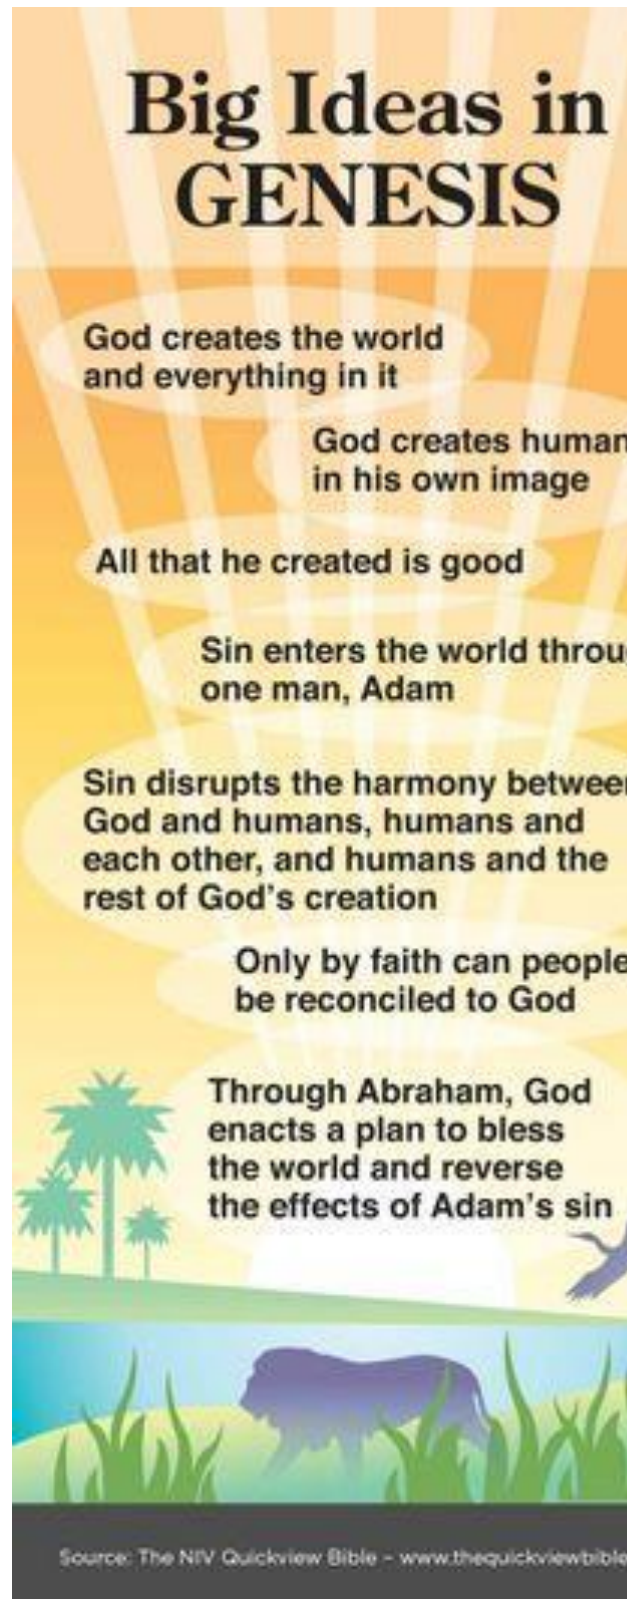 Big Ideas in
GENESIS
God creates the world
and everything in it
God creates human
in his own image
All that he created is good
Sin enters the world throu
one man, Adam
Sin disrupts the harmony between
God and humans, humans and
each other, and humans and the
rest of God's creation
Only by faith can people
be reconciled to God
Through Abraham, God
enacts a plan to bless
the world and reverse
the effects of Adam's sin
Source: The NIV Quickview Bible – www.thequickviewbible